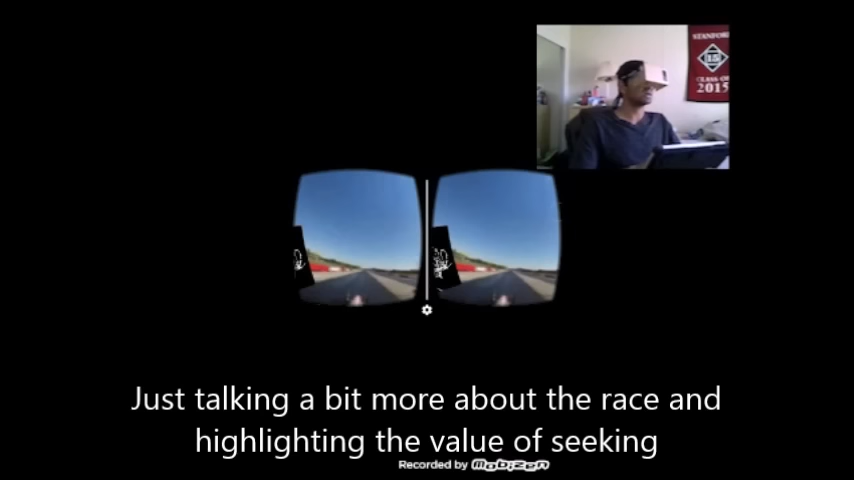 STANFORD
CLASS OF
2015
Just talking a bit more about the race and
highlighting the value of seeking
Recorded by Mobizen